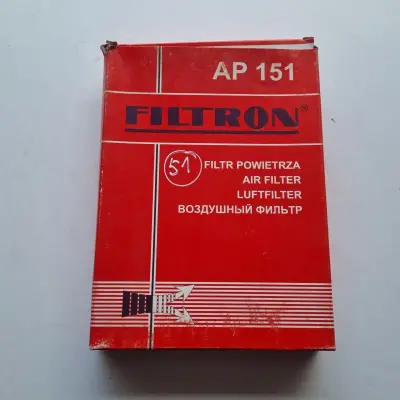 AP 151
FILTRON®
51
FILTR POWIETRZA
AIR FILTER
LUFTFILTER
ВОЗДУШНЫЙ ФИЛЬТР